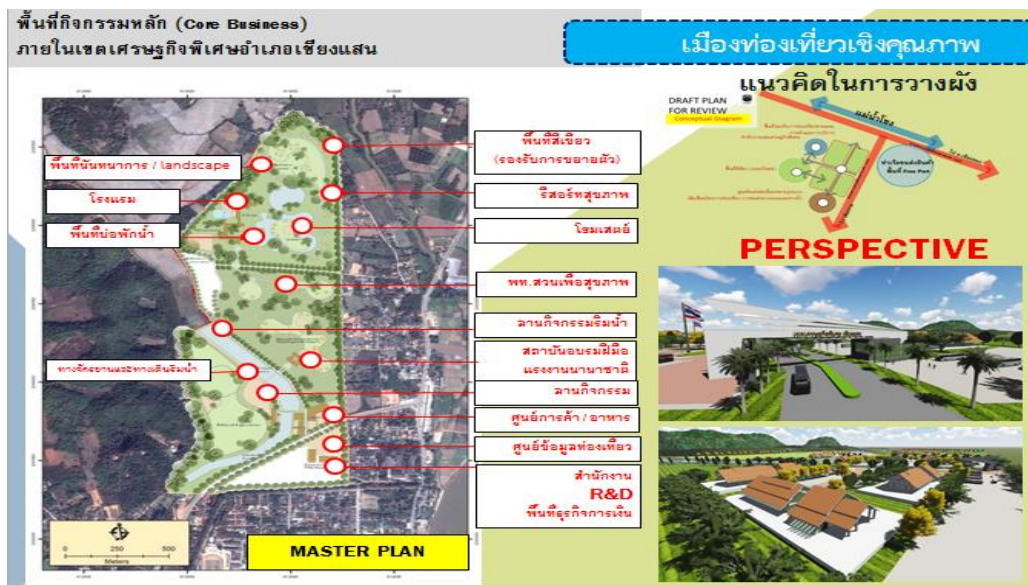 พื้นที่กิจกรรมหลัก (Core Business)
ภายในเขตเศรษฐกิจพิเศษอำเภอเชียงแสน
เมืองท่องเที่ยวเชิงคุณภาพ
แนวคิดในการวางผัง
DRAFT PLAN
FOR REVIEW
Conceptual Diagram
แม่น้ำโขง
พื้นที่ Free Port
พื้นที่นันทนาการ / landscape
โรงแรม
พื้นที่บ่อพักน้ำ
ทางจักรยานและทางเดินริมน้ำ
พื้นที่สีเขียว
(รองรับการขยายตัว)
รีสอร์ทสุขภาพ
โฮมสเตย์
พท.สวนเพื่อสุขภาพ
ลานกิจกรรมริมน้ำ
สถาบันอบรมฝีมือ
แรงงานนานาชาติ
ลานกิจกรรม
ศูนย์การค้า / อาหาร
ศูนย์ข้อมูลท่องเที่ยว
สำนักงาน
R&D
พื้นที่ธุรกิจการเงิน
PERSPECTIVE
0 250 500
Meters
MASTER PLAN